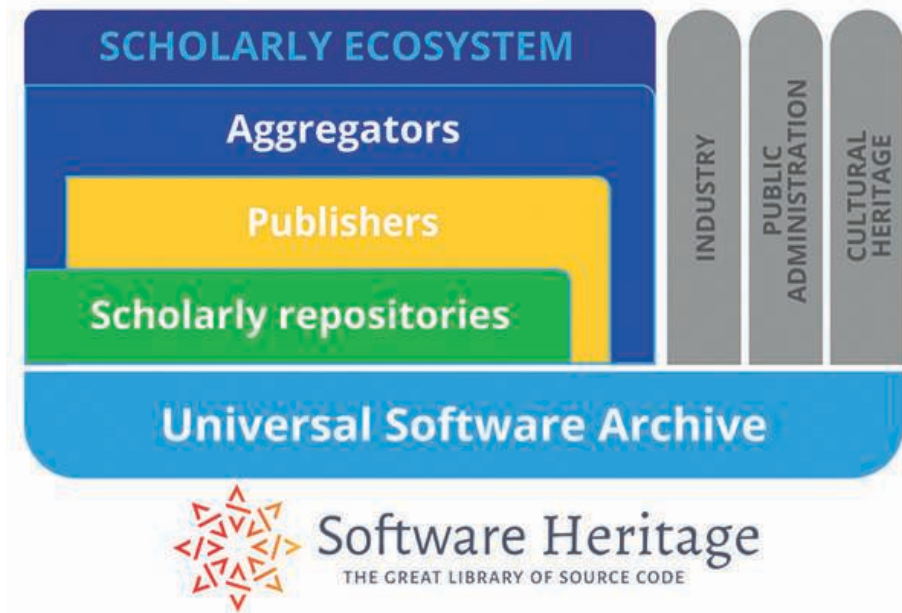 SCHOLARLY ECOSYSTEM
Aggregators
Publishers
Scholarly repositories
INDUSTRY
PUBLIC
ADMINISTRATION
CULTURAL
HERITAGE
Universal Software Archive
Software Heritage
THE GREAT LIBRARY OF SOURCE CODE